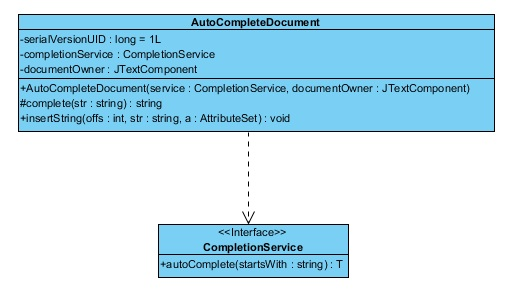 AutoCompleteDocument
-serialVersionUID : long = 1L
-completionService : CompletionService
-documentOwner : JTextComponent
+AutoCompleteDocument(service : CompletionService, documentOwner : JTextComponent)
#complete(str : string) : string
+insertString(offs : int, str : string, a : AttributeSet) : void
<<Interface>>
CompletionService
+autoComplete(startsWith : string) : T